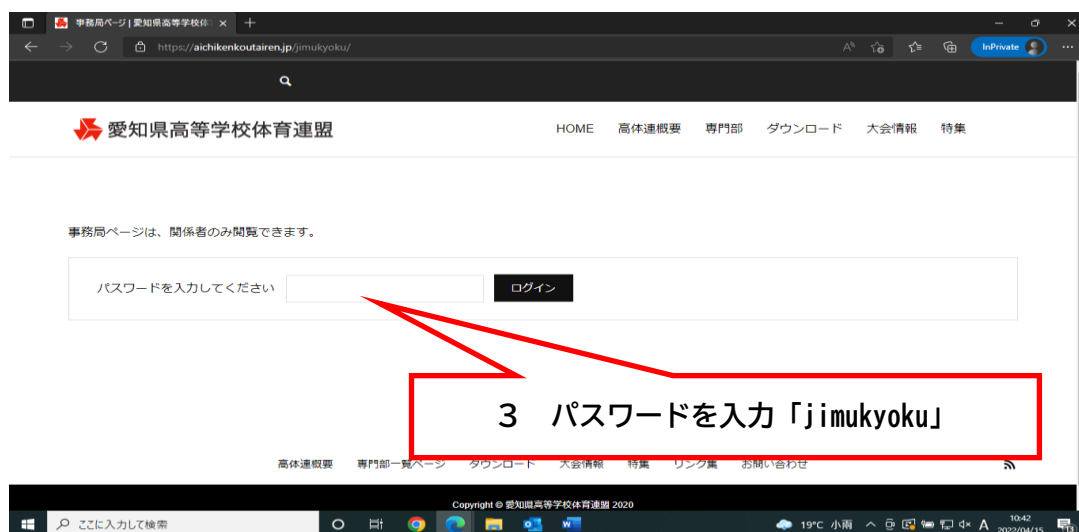 事務局ページ | 愛知県高等学校体
https://aichikenkoutairen.jp/jimukyoku/
InPrivate
愛知県高等学校体育連盟
HOME 高体連概要 専門部 ダウンロード 大会情報 特集
事務局ページは、関係者のみ閲覧できます。
パスワードを入力してください ログイン
３　パスワードを入力「jimukyoku」
高体連概要 専門部一覧ページ ダウンロード 大会情報 特集 リンク集 お問い合わせ
Copyright © 愛知県高等学校体育連盟 2020
ここに入力して検索 19°C 小雨 A 10:42
2022/04/15 13